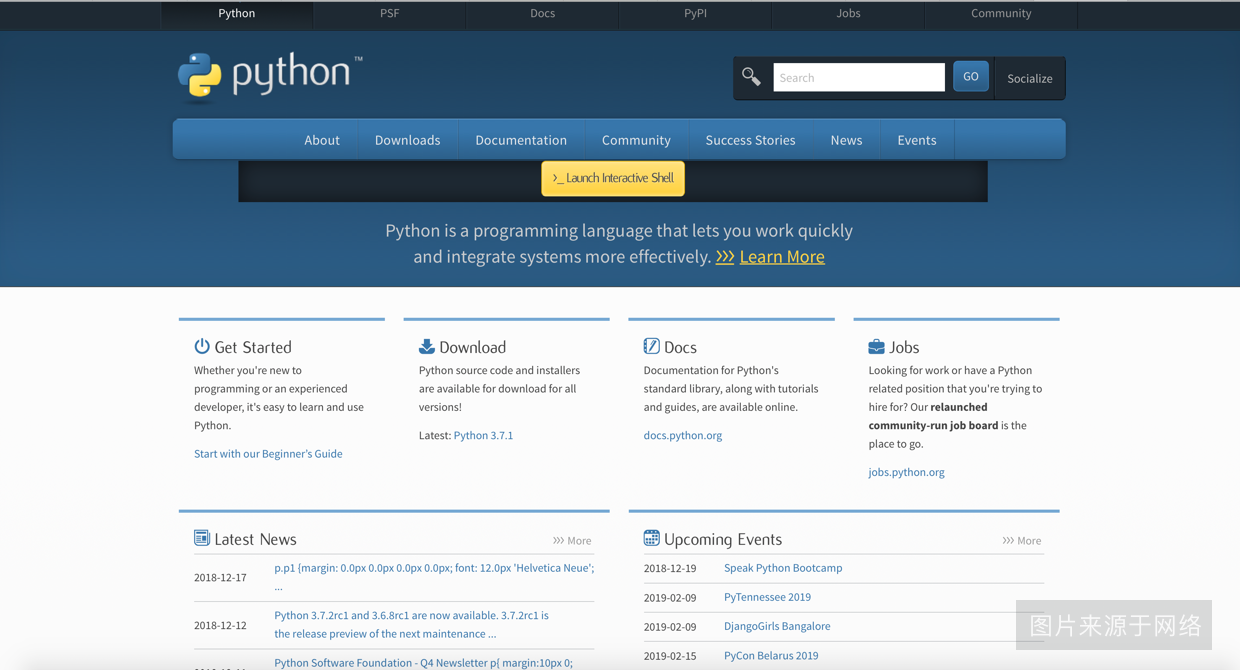 Python PSF Docs PyPI Jobs Community
python™
Search GO Socialize
About Downloads Documentation Community Success Stories News Events
>_ Launch Interactive Shell
Python is a programming language that lets you work quickly
and integrate systems more effectively. >>> Learn More
Get Started
Whether you're new to
programming or an experienced
developer, it's easy to learn and use
Python.
Start with our Beginner's Guide
Download
Python source code and installers
are available for download for all
versions!
Latest: Python 3.7.1
Docs
Documentation for Python's
standard library, along with tutorials
and guides, are available online.
docs.python.org
Jobs
Looking for work or have a Python
related position that you're trying to
hire for? Our relaunched
community-run job board is the
place to go.
jobs.python.org
Latest News >>> More
2018-12-17 p.p1 {margin: 0.0px 0.0px 0.0px 0.0px; font: 12.0px 'Helvetica Neue';
...
2018-12-12 Python 3.7.2rc1 and 3.6.8rc1 are now available. 3.7.2rc1 is
the release preview of the next maintenance ...
Python Software Foundation - Q4 Newsletter p{ margin:10px 0;
Upcoming Events >>> More
2018-12-19 Speak Python Bootcamp
2019-02-09 PyTennessee 2019
2019-02-09 DjangoGirls Bangalore
2019-02-15 PyCon Belarus 2019
图片来源于网络